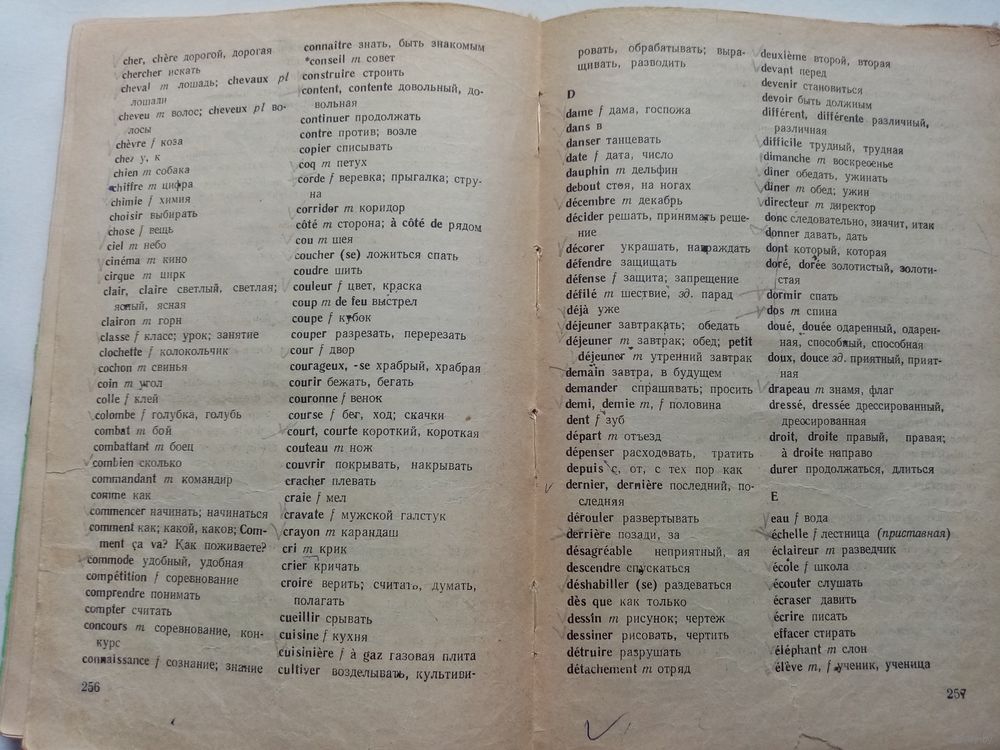 cher, chère дорогой, дорогая
chercher искать
cheval m лошадь; chevaux pl
лошали
cheveu m волос; cheveux pl во-
лосы
chèvre f коза
chez у, к
chien m собака
chiffre m цифра
chimie f химия
choisir выбирать
chose f вещь
ciel m небо
cinéma m кино
cirque m цирк
clair, claire светлый, светлая;
ясный, ясная
clairon m горн
classe f класс; урок; занятие
clochette f колокольчик
cochon m свинья
coin m угол
colle f клей
colombe f голубка, голубь
combat m бой
combattant m боец
combien сколько
commandant m командир
comme как
commencer начинать; начинаться
comment как; какой, каков; Com-
ment ça va? Как поживаете?
commode удобный, удобная
compétition f соревнование
comprendre понимать
compter считать
concours m соревнование, кон-
курс
connaissance f сознание; знание
256
connaître знать, быть знакомым
*conseil m совет
construire строить
content, contente довольный, до-
вольная
continuer продолжать
contre против; возле
copier списывать
coq m петух
corde f веревка; прыгалка; стру-
на
corridor m коридор
côté m сторона; à côté de рядом
cou m шея
coucher (se) ложиться спать
coudre шить
couleur f цвет, краска
coup m de feu выстрел
coupe f кубок
couper разрезать, перерезать
cour f двор
courageux, -se храбрый, храбрая
courir бежать, бегать
couronne f венок
course f бег, ход; скачки
court, courte короткий, короткая
couteau m нож
couvrir покрывать, накрывать
cracher плевать
craie f мел
cravate f мужской галстук
crayon m карандаш
cri m крик
crier кричать
croire верить; считать, думать,
полагать
cueillir срывать
cuisine f кухня
cuisinière f à gaz газовая плита
cultiver возделывать, культиви-
ровать, обрабатывать; выра-
щивать, разводить
D
dame f дама, госпожа
dans в
danser танцевать
date f дата, число
dauphin m дельфин
debout стоя, на ногах
décembre m декабрь
décider решать, принимать реше-
ние
décorer украшать, награждать
défendre защищать
défense f защита; запрещение
défilé m шествие, зд. парад
déjà уже
déjeuner завтракать; обедать
déjeuner m завтрак; обед; petit
déjeuner m утренний завтрак
demain завтра, в будущем
demander спрашивать; просить
demi, demie m, f половина
dent f зуб
départ m отъезд
dépenser расходовать, тратить
depuis с, от, с тех пор как
dernier, dernière последний, по-
следняя
dérouler развертывать
derrière позади, за
désagréable неприятный, ая
descendre спускаться
déshabiller (se) раздеваться
dès que как только
dessin m рисунок; чертеж
dessiner рисовать, чертить
détruire разрушать
détachement m отряд
deuxième второй, вторая
devant перед
devenir становиться
devoir быть должным
différent, différente различный,
различная
difficile трудный, трудная
dimanche m воскресенье
diner обедать, ужинать
diner m обед; ужин
directeur m директор
donc следовательно, значит, итак
donner давать, дать
dont который, которая
doré, dorée золотистый, золоти-
стая
dormir спать
dos m спина
doué, douée одаренный, одарен-
ная, способный, способная
doux, douce зд. приятный, прият-
ная
drapeau m знамя, флаг
dressé, dressée дрессированный,
дрессированная
droit, droite правый, правая;
à droite направо
durer продолжаться, длиться
E
eau f вода
échelle f лестница (приставная)
éclaireur m разведчик
école f школа
écouter слушать
écraser давить
écrire писать
effacer стирать
éléphant m слон
élève m, f ученик, ученица
257